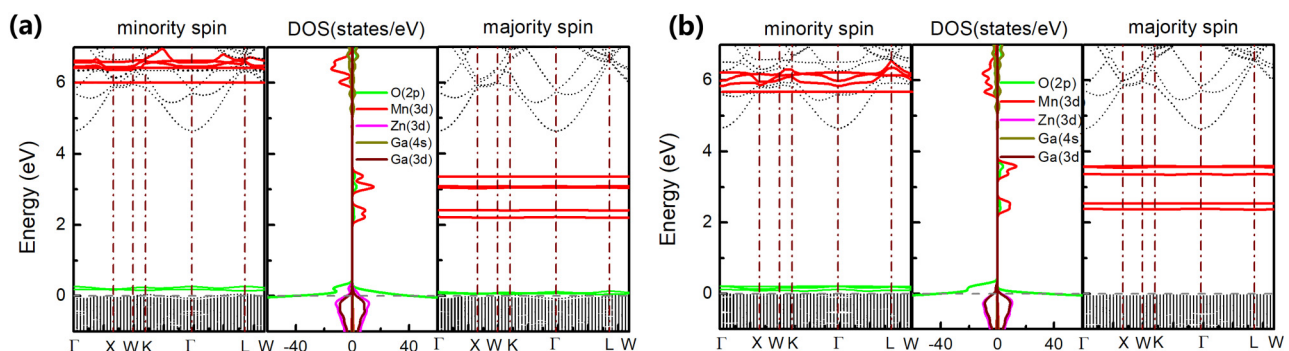 (a)
minority spin DOS(states/eV) majority spin
Energy (eV)
6
4
2
0
O(2p)
Mn(3d)
Zn(3d)
Ga(4s)
Ga(3d)
Γ X W K Γ L W -40 0 40 Γ X W K Γ L W
(b)
minority spin DOS(states/eV) majority spin
Energy (eV)
6
4
2
0
O(2p)
Mn(3d)
Zn(3d)
Ga(4s)
Ga(3d
Γ X W K Γ L W -40 0 40 Γ X W K Γ L W